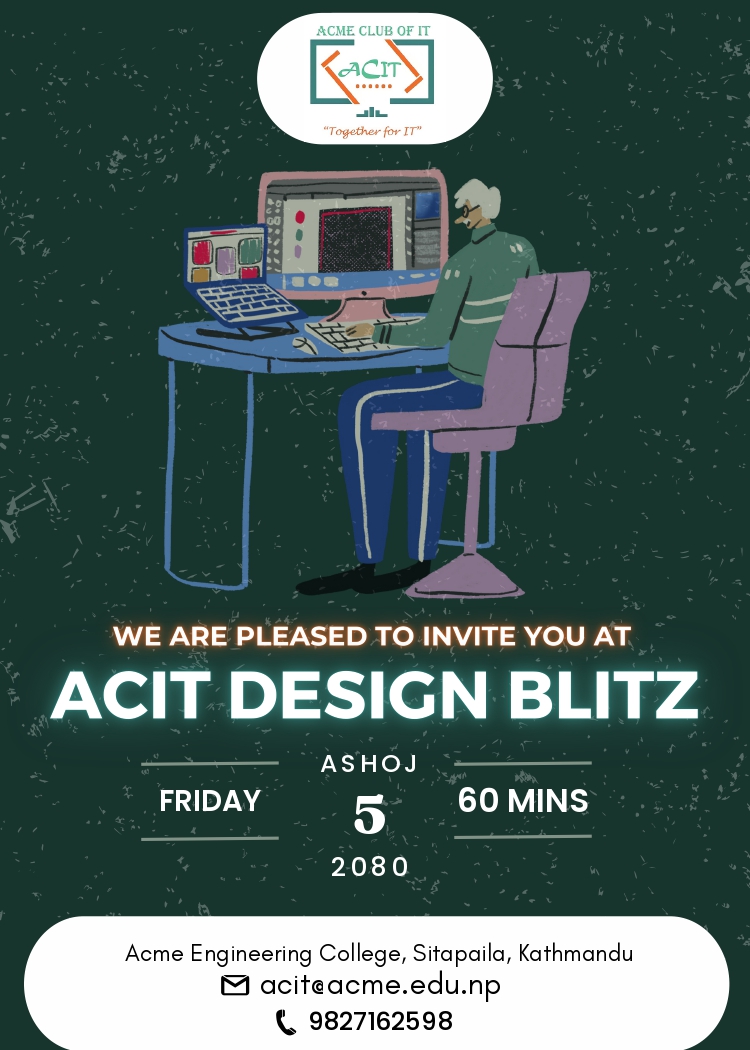 ACME CLUB OF IT
ACIT
"Together for IT"
WE ARE PLEASED TO INVITE YOU AT
ACIT DESIGN BLITZ
ASHOJ
FRIDAY
5
60 MINS
2080
Acme Engineering College, Sitapaila, Kathmandu
acit@acme.edu.np
9827162598